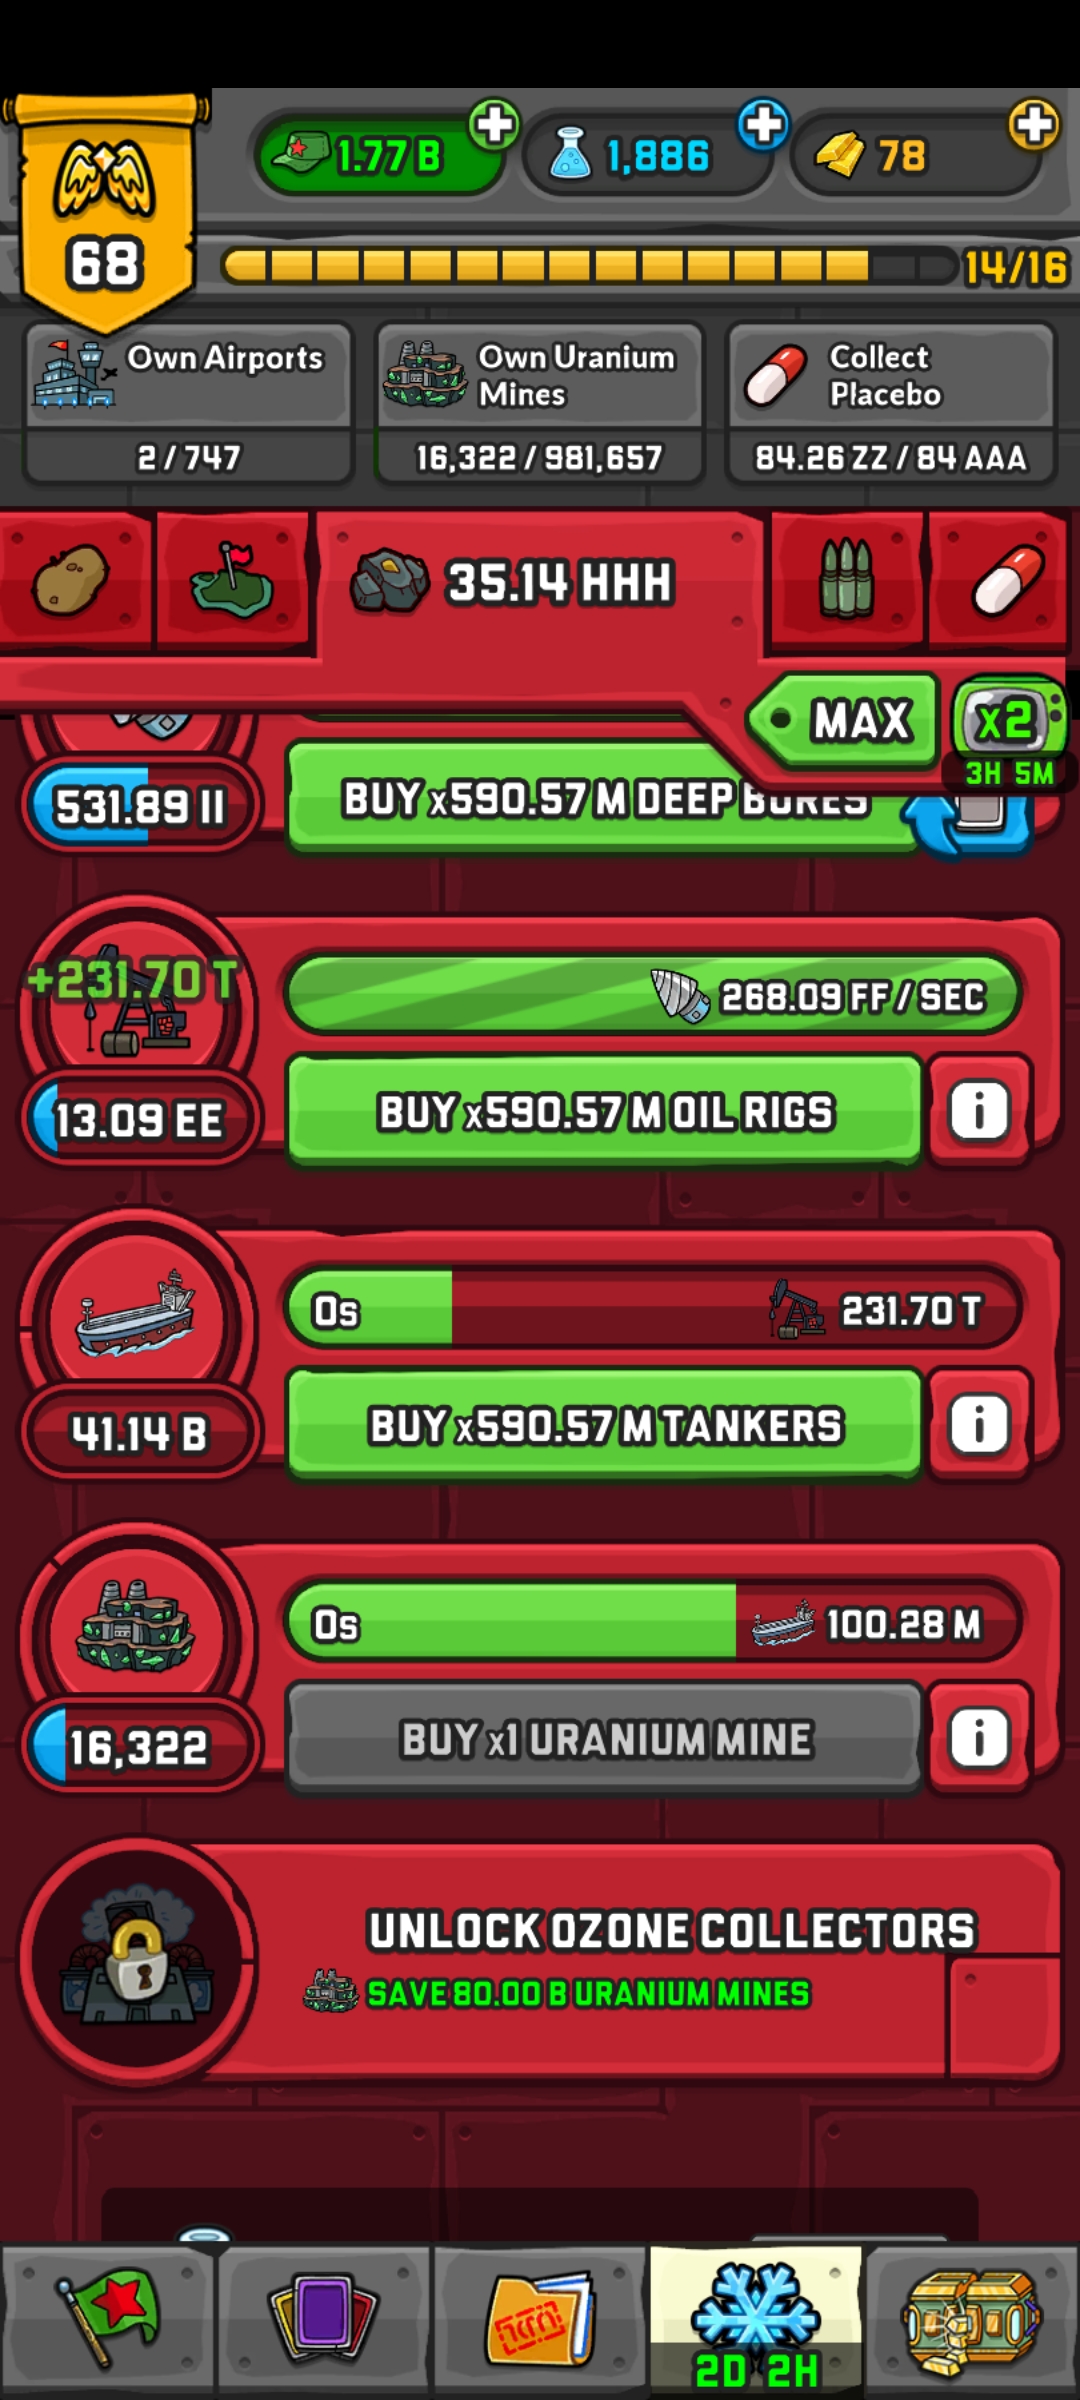 1.77 B
1,886
78
68
14/16
Own Airports
2 / 747
Own Uranium
Mines
16,322 / 981,657
Collect
Placebo
84.26 ZZ / 84 AAA
35.14 HHH
MAX
x2
3H 5M
531.89 II
BUY x590.57 M DEEP BORES
+231.70 T
268.09 FF / SEC
13.09 EE
BUY x590.57 M OIL RIGS
i
0s
231.70 T
41.14 B
BUY x590.57 M TANKERS
i
0s
100.28 M
16,322
BUY x1 URANIUM MINE
i
UNLOCK OZONE COLLECTORS
SAVE 80.00 B URANIUM MINES
2D 2H